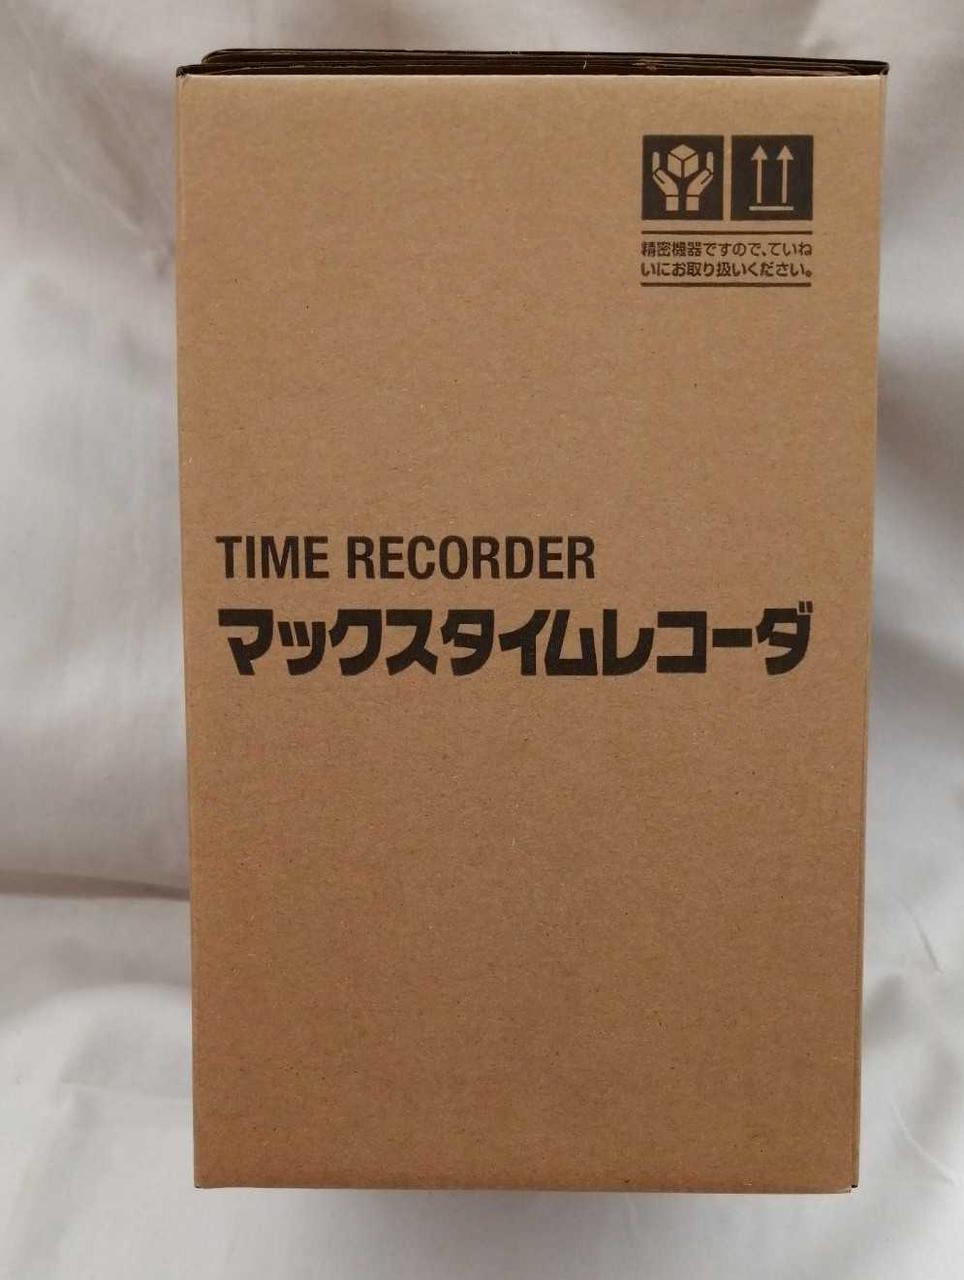 精密機器ですので、ていね
いにお取り扱いください。
TIME RECORDER
マックスタイムレコーダ